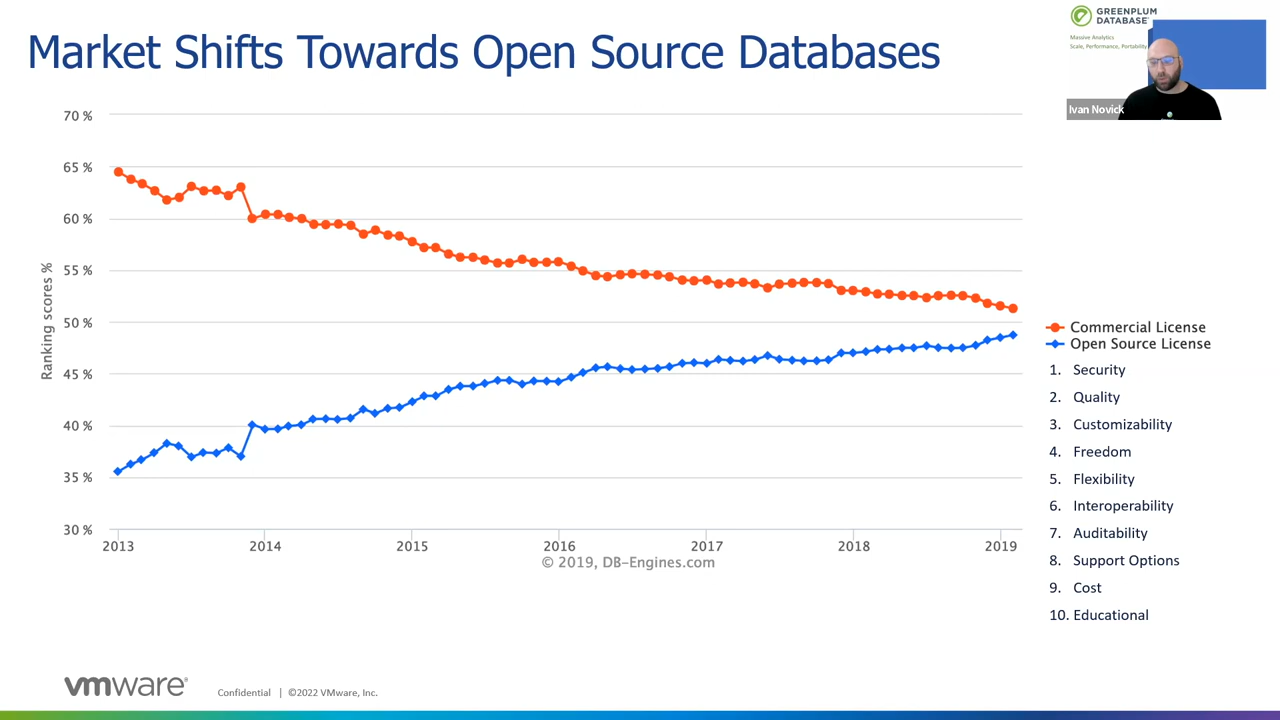 Market Shifts Towards Open Source Databases
GREENPLUM
DATABASE
Massive Analytics
Scale, Performance, Portability
Ivan Novick
70 %
65 %
60 %
55 %
50 %
45 %
40 %
35 %
30 %
Ranking scores %
2013 2014 2015 2016 2017 2018 2019
© 2019, DB-Engines.com
Commercial License
Open Source License
1. Security
2. Quality
3. Customizability
4. Freedom
5. Flexibility
6. Interoperability
7. Auditability
8. Support Options
9. Cost
10. Educational
vmware®
Confidential | ©2022 VMware, Inc.